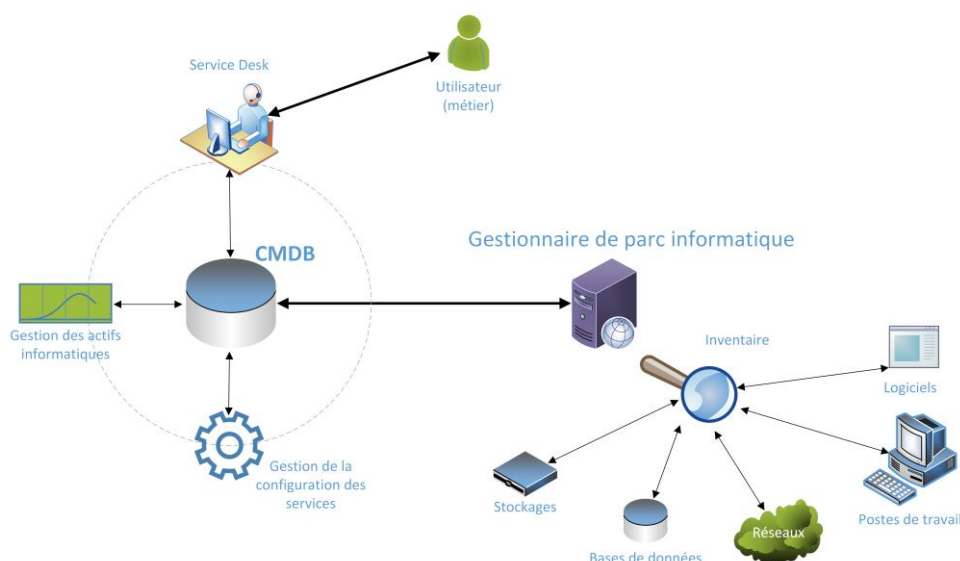 Service Desk
Utilisateur
(métier)
CMDB
Gestionnaire de parc informatique
Gestion des actifs
informatiques
Inventaire
Logiciels
Gestion de la
configuration des
services
Stockages
Bases de données
Réseaux
Postes de travail